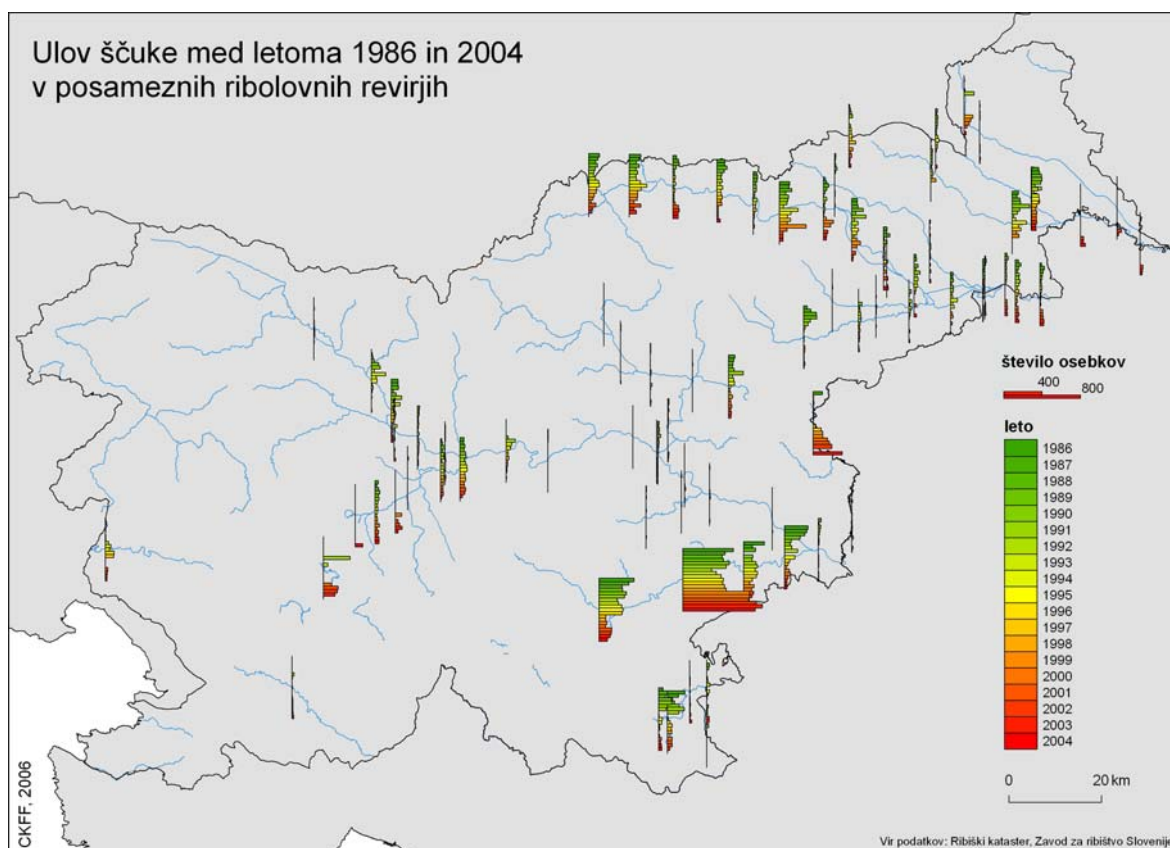 Ulov ščuke med letoma 1986 in 2004
v posameznih ribolovnih revirjih
število osebkov
400 800
leto
1986
1987
1988
1989
1990
1991
1992
1993
1994
1995
1996
1997
1998
1999
2000
2001
2002
2003
2004
0 20 km
CKFF, 2006
Vir podatkov: Ribiški kataster, Zavod za ribištvo Slovenije